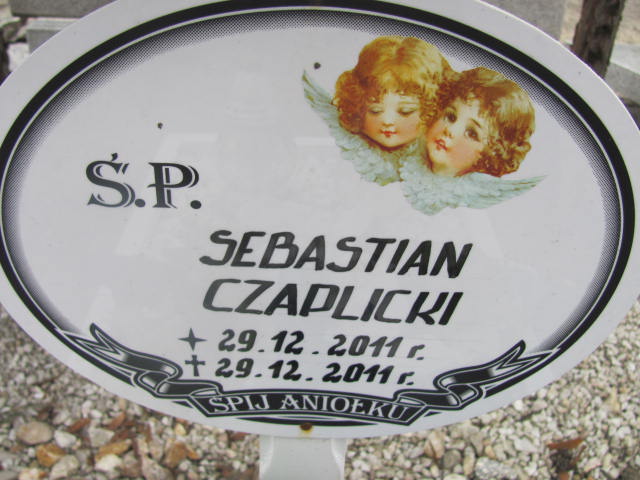 Ś.P.
SEBASTIAN
CZAPLICKI
29.12.2011 r.
29.12.2011 r.
ŚPIJ ANIOŁKU